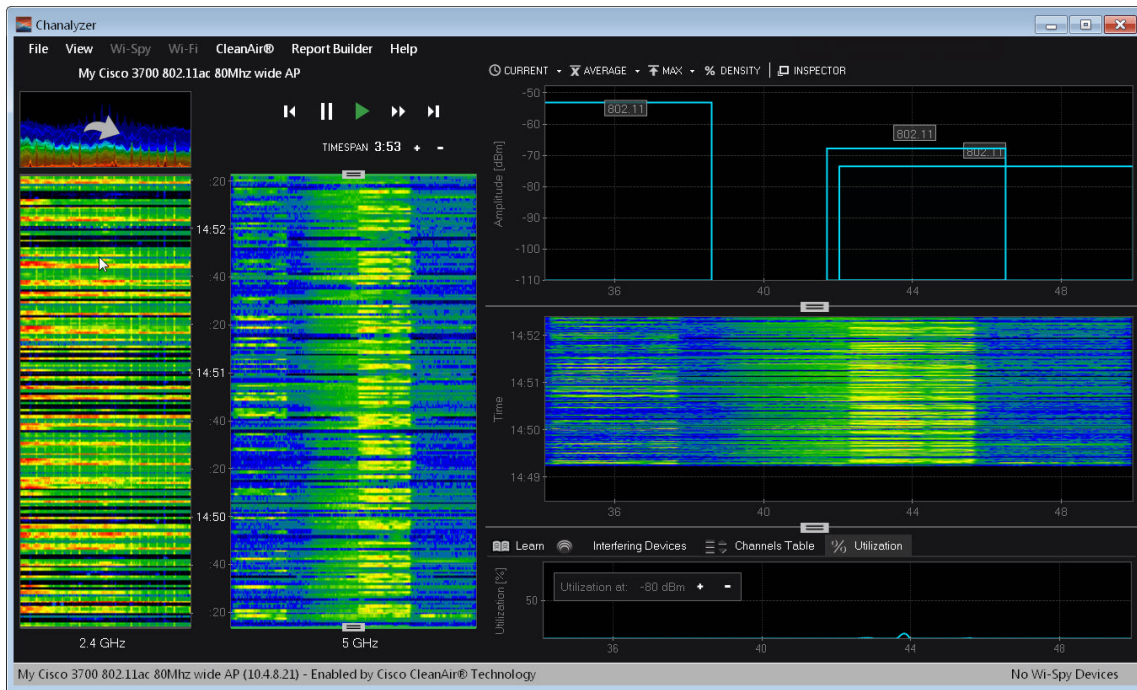 Chanalyzer
File View Wi-Spy Wi-Fi CleanAir® Report Builder Help
My Cisco 3700 802.11ac 80Mhz wide AP
TIMESPAN 3:53 + -
:20
14:52
:40
:20
14:51
:40
:20
14:50
:40
:20
2.4 GHz
5 GHz
CURRENT AVERAGE MAX % DENSITY INSPECTOR
Amplitude [dBm]
-50
-60
-70
-80
-90
-100
-110
802.11
802.11
802.11
36 40 44 48
Time
14:52
14:51
14:50
14:49
36 40 44 48
Learn Interfering Devices Channels Table Utilization
Utilization [%]
50
Utilization at: -80 dBm + -
36 40 44 48
My Cisco 3700 802.11ac 80Mhz wide AP (10.4.8.21) - Enabled by Cisco CleanAir® Technology
No Wi-Spy Devices